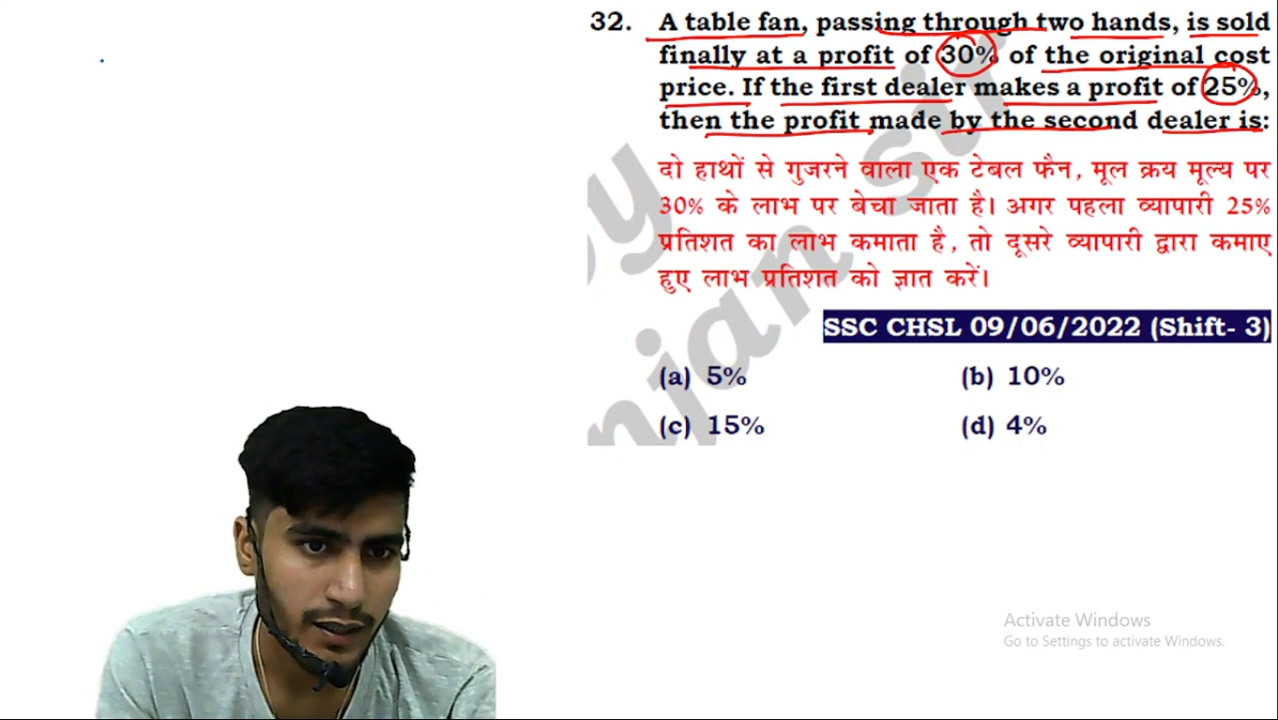 32. A table fan, passing through two hands, is sold
finally at a profit of 30% of the original cost
price. If the first dealer makes a profit of 25%,
then the profit made by the second dealer is:
दो हाथों से गुजरने वाला एक टेबल फैन, मूल क्रय मूल्य पर
30% के लाभ पर बेचा जाता है। अगर पहला व्यापारी 25%
प्रतिशत का लाभ कमाता है, तो दूसरे व्यापारी द्वारा कमाए
हुए लाभ प्रतिशत को ज्ञात करें।
SSC CHSL 09/06/2022 (Shift- 3)
(a) 5% (b) 10%
(c) 15% (d) 4%
Activate Windows
Go to Settings to activate Windows.